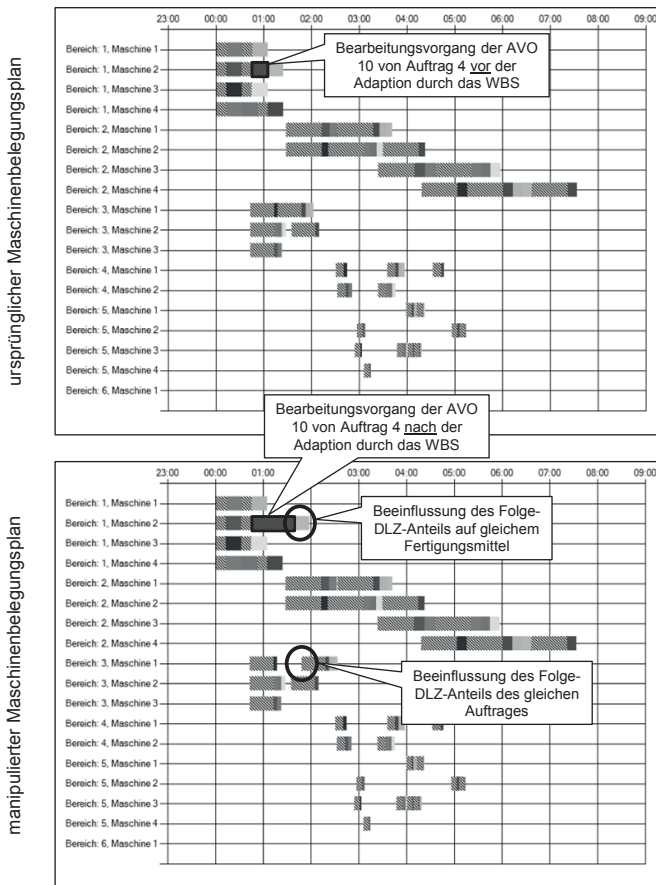 ursprünglicher Maschinenbelegungsplan
23:00 00:00 01:00 02:00 03:00 04:00 05:00 06:00 07:00 08:00 09:00
Bereich: 1, Maschine 1
Bereich: 1, Maschine 2
Bereich: 1, Maschine 3
Bereich: 1, Maschine 4
Bereich: 2, Maschine 1
Bereich: 2, Maschine 2
Bereich: 2, Maschine 3
Bereich: 2, Maschine 4
Bereich: 3, Maschine 1
Bereich: 3, Maschine 2
Bereich: 3, Maschine 3
Bereich: 4, Maschine 1
Bereich: 4, Maschine 2
Bereich: 5, Maschine 1
Bereich: 5, Maschine 2
Bereich: 5, Maschine 3
Bereich: 5, Maschine 4
Bereich: 6, Maschine 1
Bearbeitungsvorgang der AVO
10 von Auftrag 4 vor der
Adaption durch das WBS
Bearbeitungsvorgang der AVO
10 von Auftrag 4 nach der
Adaption durch das WBS
manipulierter Maschinenbelegungsplan
23:00 00:00 01:00 03:00 04:00 05:00 06:00 07:00 08:00 09:00
Bereich: 1, Maschine 1
Bereich: 1, Maschine 2
Bereich: 1, Maschine 3
Bereich: 1, Maschine 4
Bereich: 2, Maschine 1
Bereich: 2, Maschine 2
Bereich: 2, Maschine 3
Bereich: 2, Maschine 4
Bereich: 3, Maschine 1
Bereich: 3, Maschine 2
Bereich: 3, Maschine 3
Bereich: 4, Maschine 1
Bereich: 4, Maschine 2
Bereich: 5, Maschine 1
Bereich: 5, Maschine 2
Bereich: 5, Maschine 3
Bereich: 5, Maschine 4
Bereich: 6, Maschine 1
Beeinflussung des Folge-
DLZ-Anteils auf gleichem
Fertigungsmittel
Beeinflussung des Folge-
DLZ-Anteils des gleichen
Auftrages